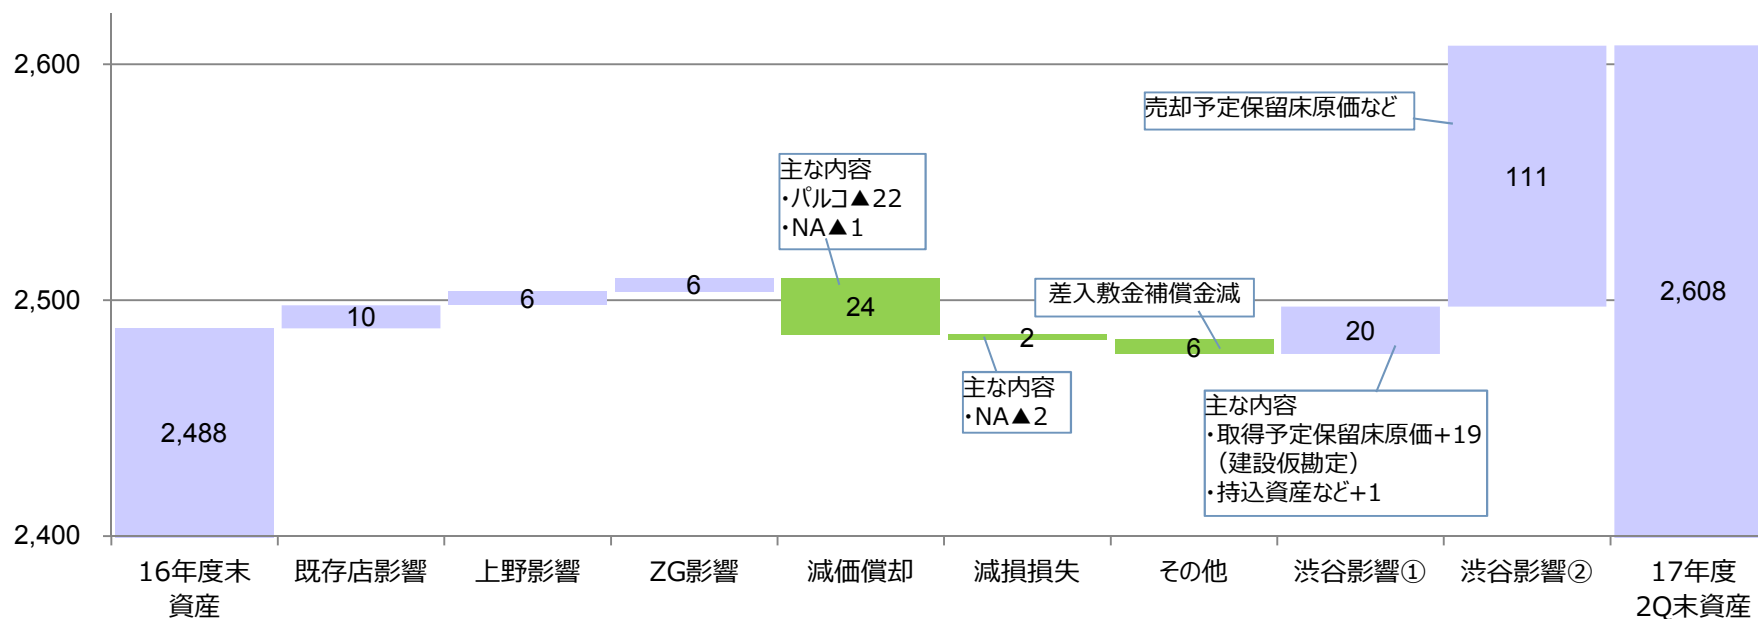 2,600
2,500
2,400
2,488
10
6
6
主な内容
・パルコ▲22
・NA▲1
24
2
主な内容
・NA▲2
差入敷金補償金減
6
20
主な内容
・取得予定保留床原価+19
（建設仮勘定）
・持込資産など+1
売却予定保留床原価など
111
2,608
16年度末
資産
既存店影響
上野影響
ZG影響
減価償却
減損損失
その他
渋谷影響①
渋谷影響②
17年度
2Q末資産